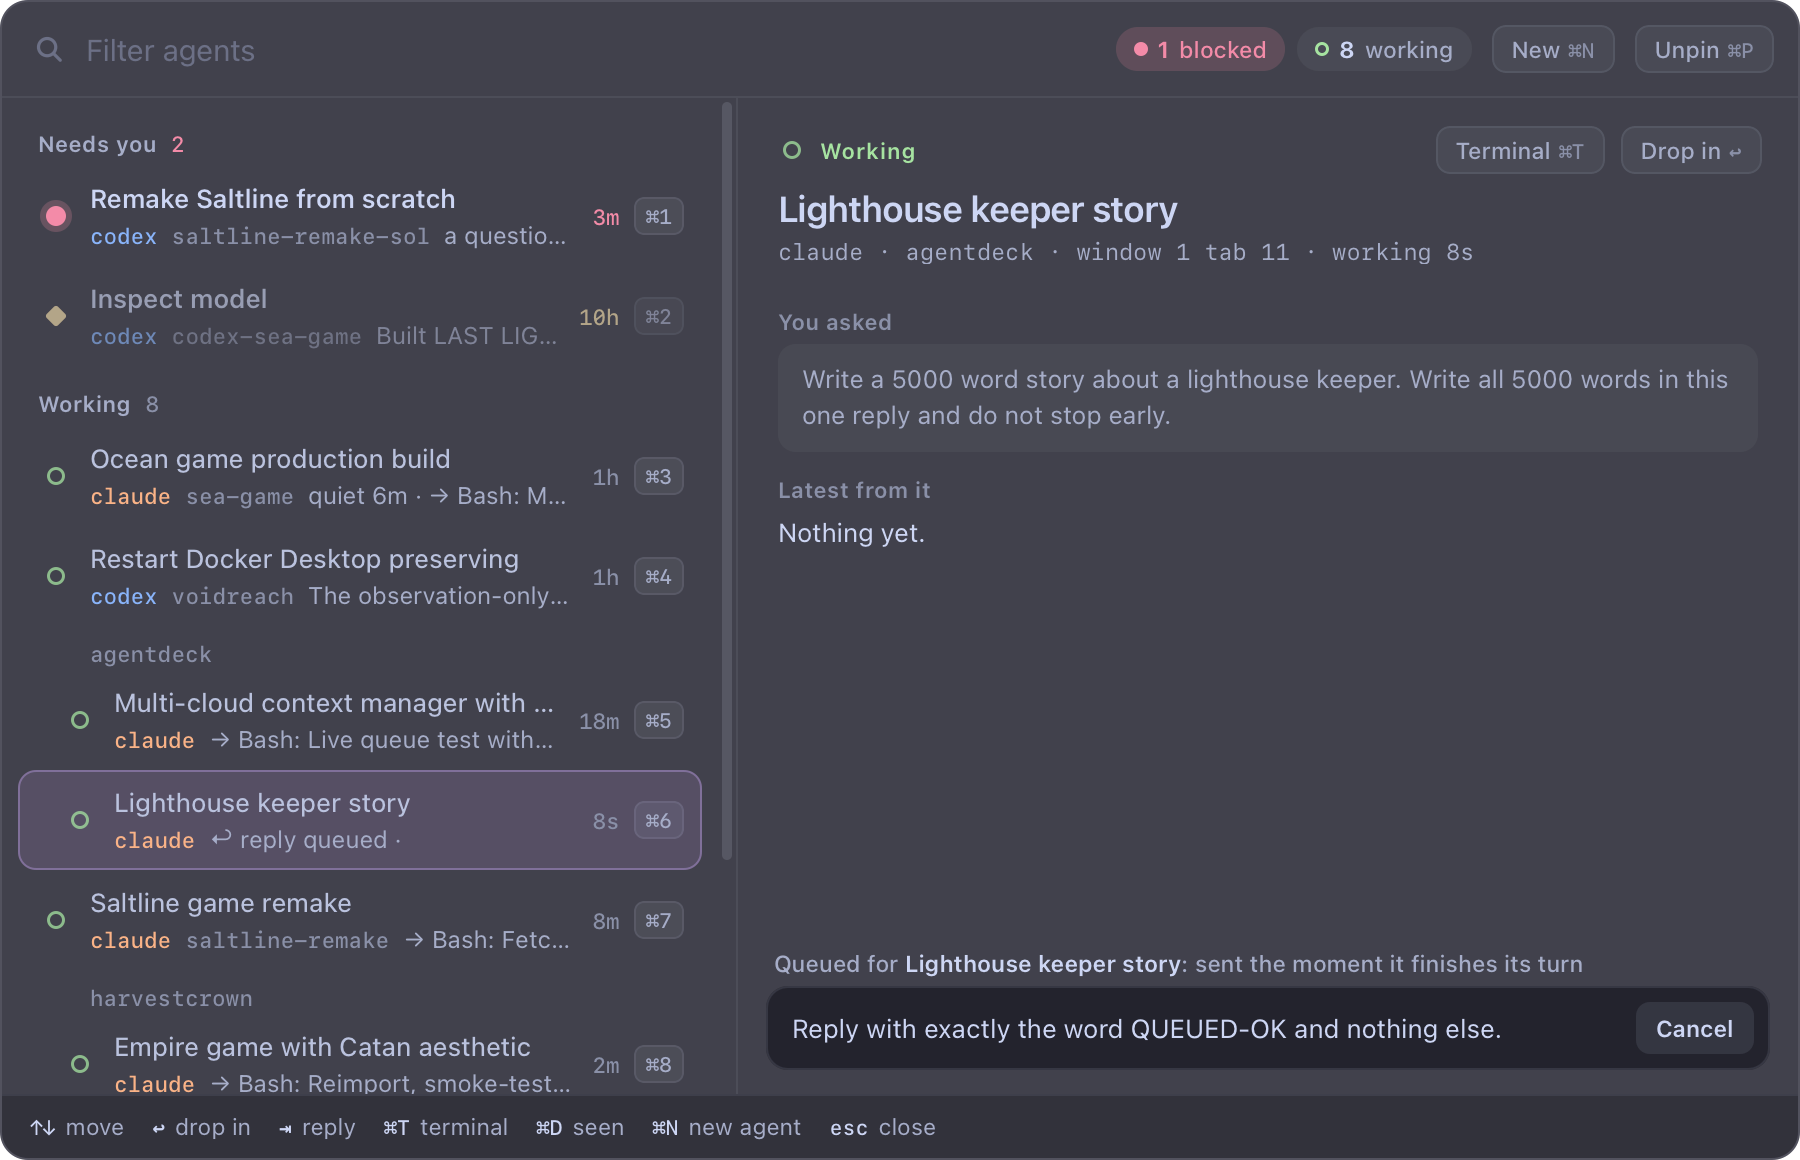 Filter agents
1 blocked
8 working
New ⌘N
Unpin ⌘P
Needs you 2
Remake Saltline from scratch
codex saltline-remake-sol a questio...
3m ⌘1
Inspect model
codex codex-sea-game Built LAST LIG...
10h ⌘2
Working 8
Ocean game production build
claude sea-game quiet 6m · → Bash: M...
1h ⌘3
Restart Docker Desktop preserving
codex voidreach The observation-only...
1h ⌘4
agentdeck
Multi-cloud context manager with ...
claude → Bash: Live queue test with...
18m ⌘5
Lighthouse keeper story
claude ↩ reply queued ·
8s ⌘6
Saltline game remake
claude saltline-remake → Bash: Fetc...
8m ⌘7
harvestcrown
Empire game with Catan aesthetic
claude → Bash: Reimport, smoke-test...
2m ⌘8
Working
Terminal ⌘T
Drop in ↩
Lighthouse keeper story
claude · agentdeck · window 1 tab 11 · working 8s
You asked
Write a 5000 word story about a lighthouse keeper. Write all 5000 words in this
one reply and do not stop early.
Latest from it
Nothing yet.
Queued for Lighthouse keeper story: sent the moment it finishes its turn
Reply with exactly the word QUEUED-OK and nothing else.
Cancel
↑↓ move ↩ drop in ⇥ reply ⌘T terminal ⌘D seen ⌘N new agent esc close